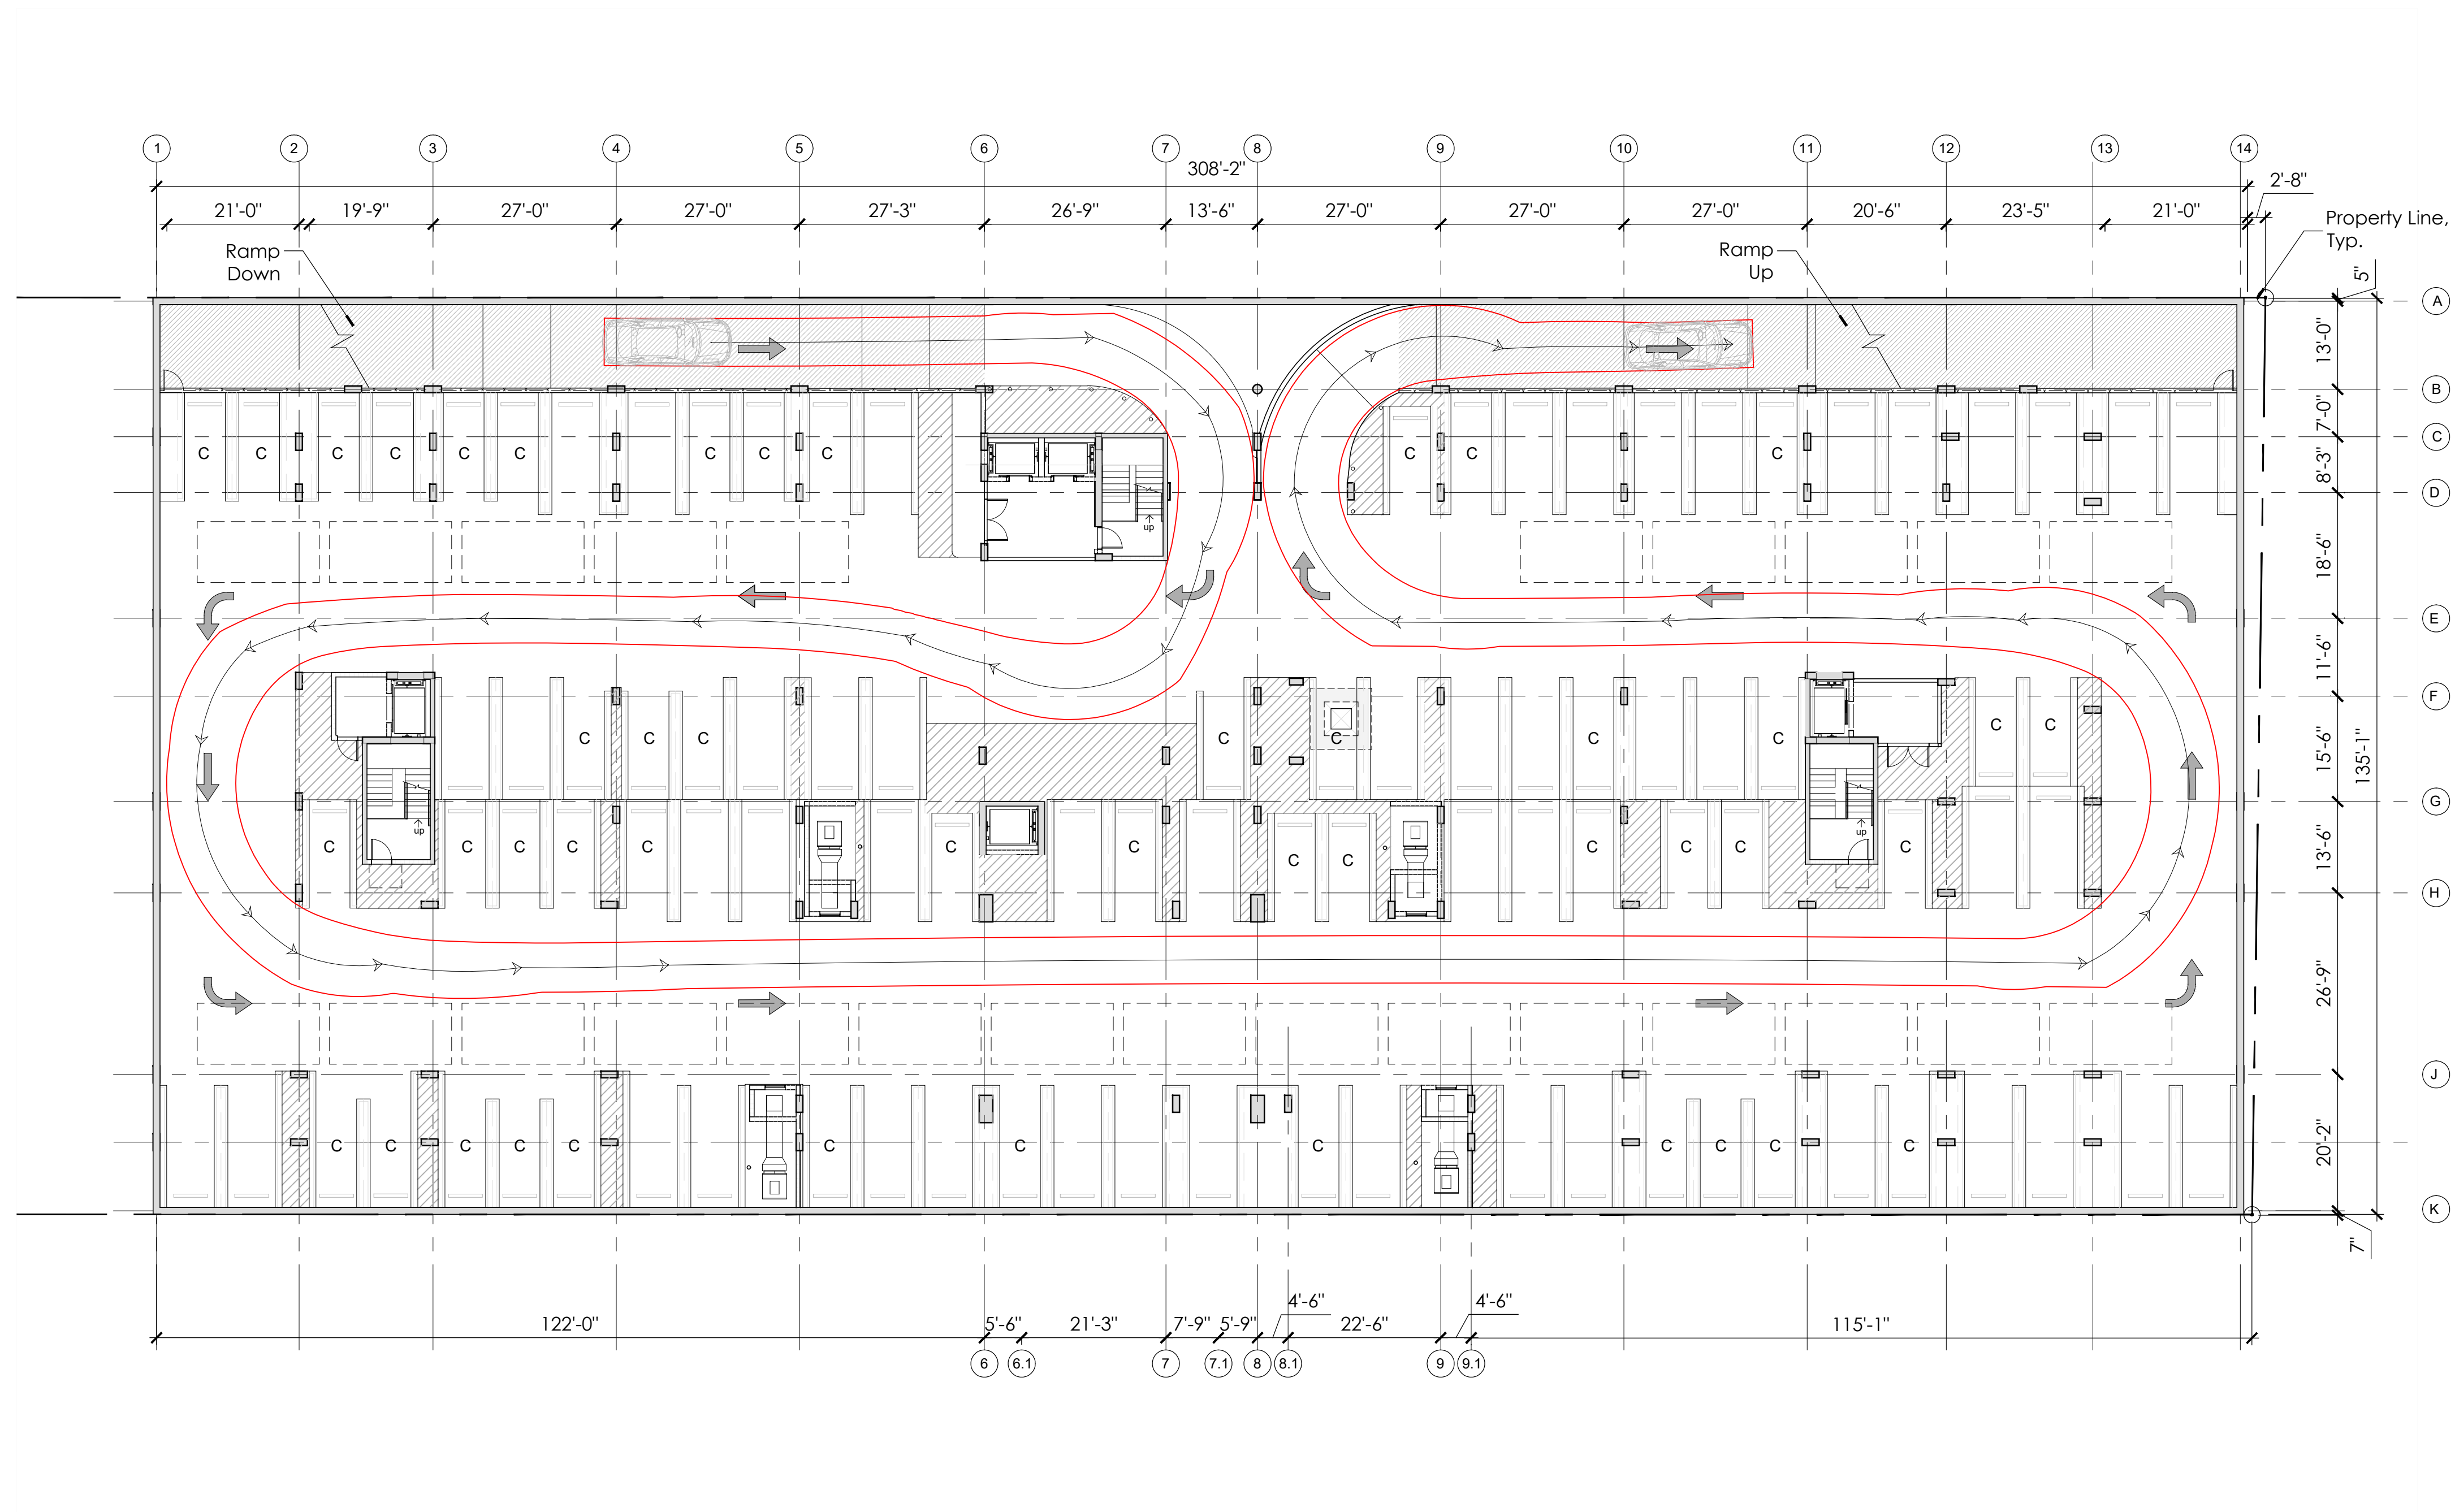 1 2 3 4 5 6 7 8 9 10 11 12 13 14
308'-2"
2'-8"
21'-0" 19'-9" 27'-0" 27'-0" 27'-3" 26'-9" 13'-6" 27'-0" 27'-0" 27'-0" 20'-6" 23'-5" 21'-0"
Property Line,
Typ.
Ramp
Down
Ramp
Up
5"
A
13'-0"
B
7'-0"
C
C C C C C C C C C C C C
8'-3"
D
up
18'-6"
E
11'-6"
F
C C C C C C C C C
15'-6"
135'-1"
G
up
up
13'-6"
C C C C C C C C C C C C C
H
26'-9"
J
C C C C C C C C C C C C
20'-2"
K
7"
122'-0" 5'-6" 21'-3" 7'-9" 5'-9" 4'-6" 22'-6" 4'-6" 115'-1"
6 6.1 7 7.1 8 8.1 9 9.1